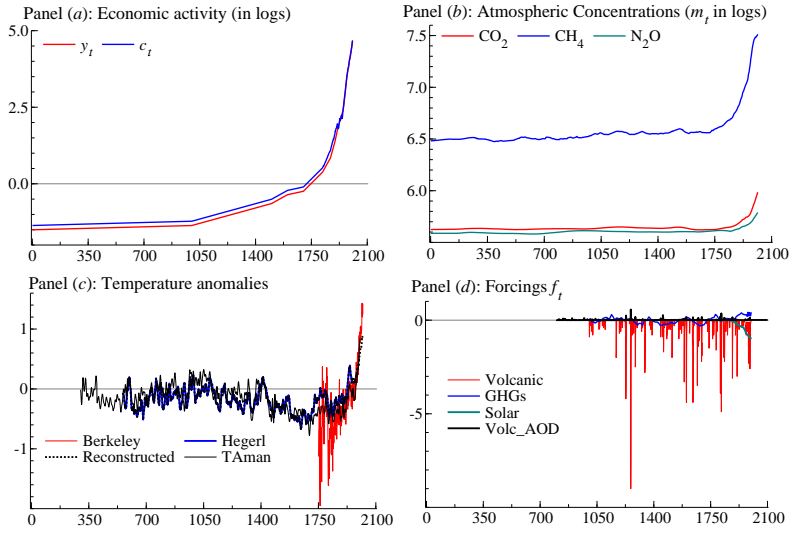 Panel (a): Economic activity (in logs)
5.0
y_t c_t
2.5
0.0
0 350 700 1050 1400 1750 2100
Panel (b): Atmospheric Concentrations (m_t in logs)
7.5
CO2 CH4 N2O
7.0
6.5
6.0
0 350 700 1050 1400 1750 2100
Panel (c): Temperature anomalies
1
0
-1
Berkeley Hegerl
Reconstructed TAman
0 350 700 1050 1400 1750 2100
Panel (d): Forcings f_t
0
-5
Volcanic
GHGs
Solar
Volc_AOD
0 350 700 1050 1400 1750 2100